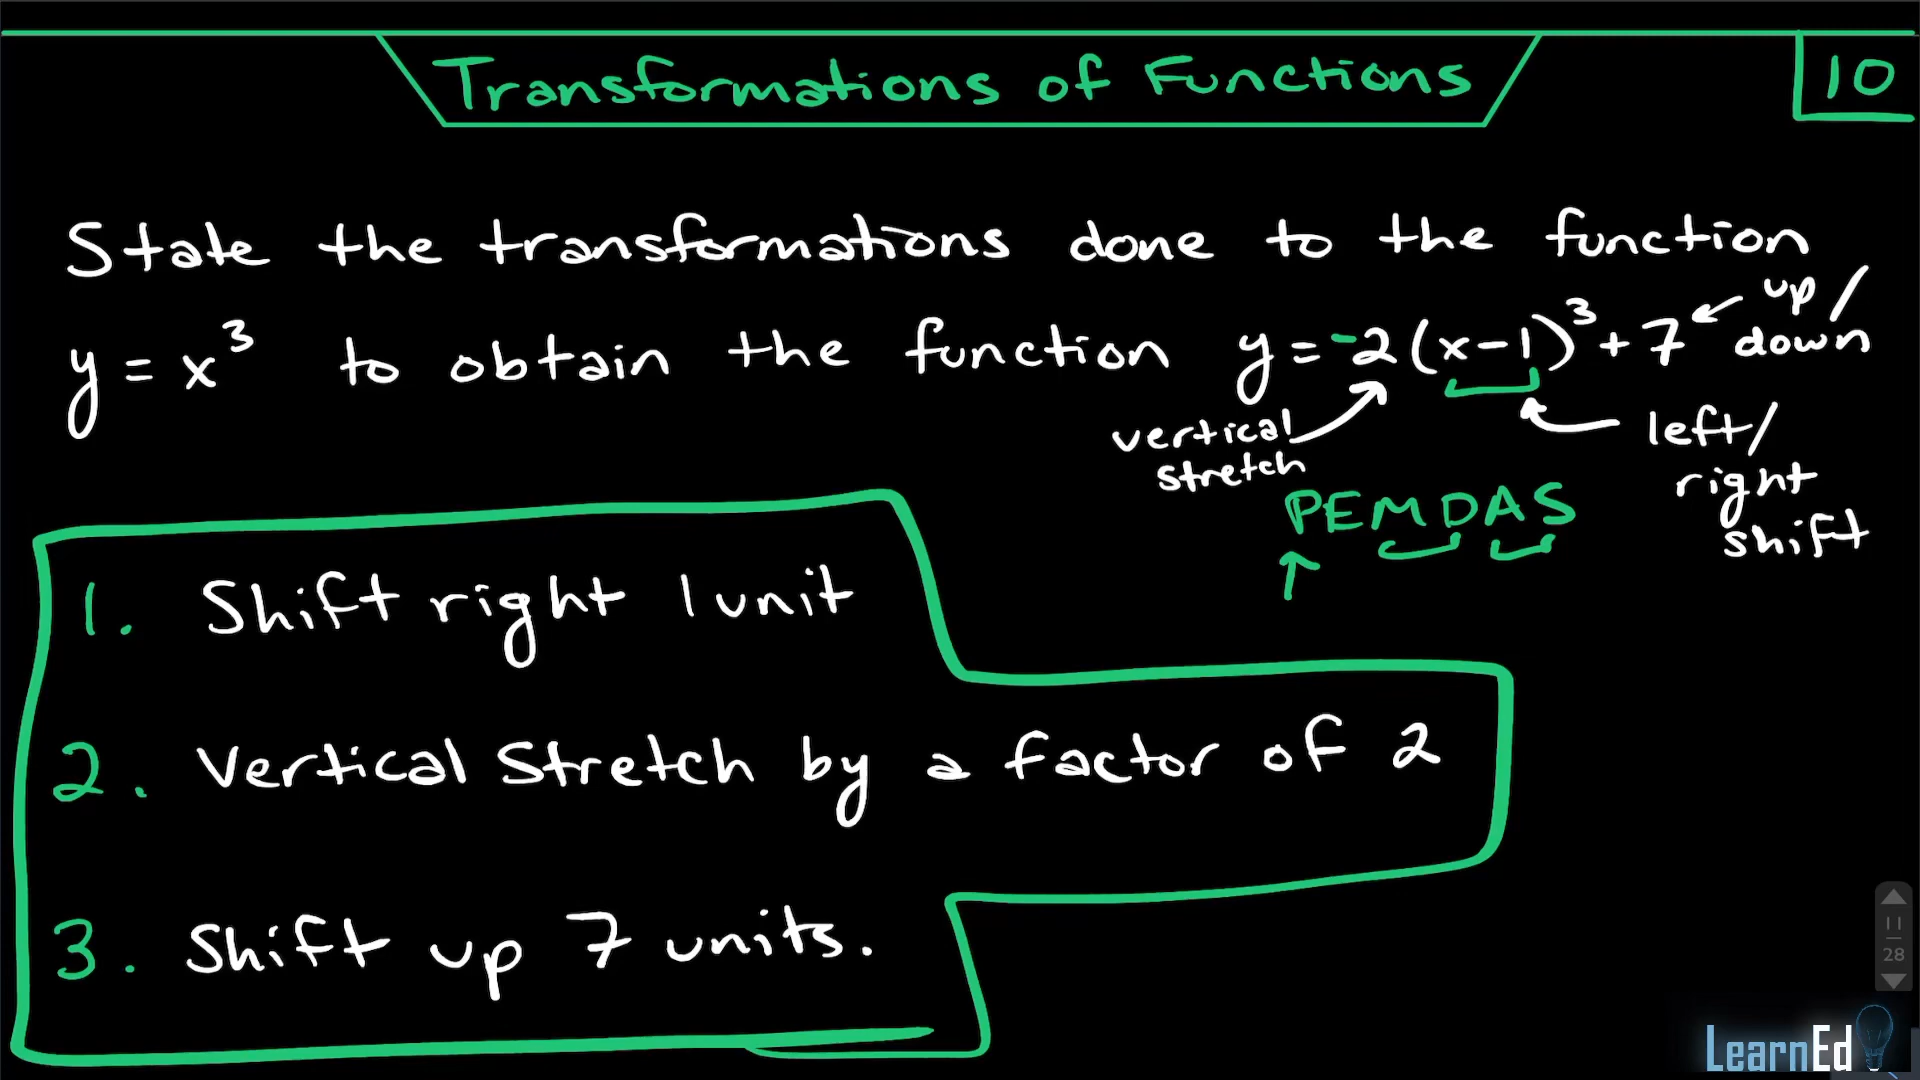 Transformations of Functions
10
State the transformations done to the function
y = x³ to obtain the function y = -2(x-1)³+7
up/
down
vertical
stretch
left/
right
shift
PEMDAS
1. Shift right 1 unit
2. Vertical Stretch by a factor of 2
3. Shift up 7 units.
11
28
LearnEd